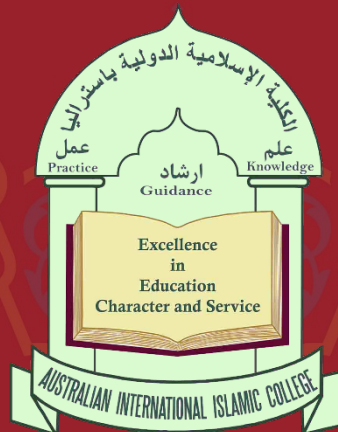 الكلية الإسلامية الدولية باستراليا
عمل
Practice
علم
Knowledge
ارشاد
Guidance
Excellence
in
Education
Character and Service
AUSTRALIAN INTERNATIONAL ISLAMIC COLLEGE